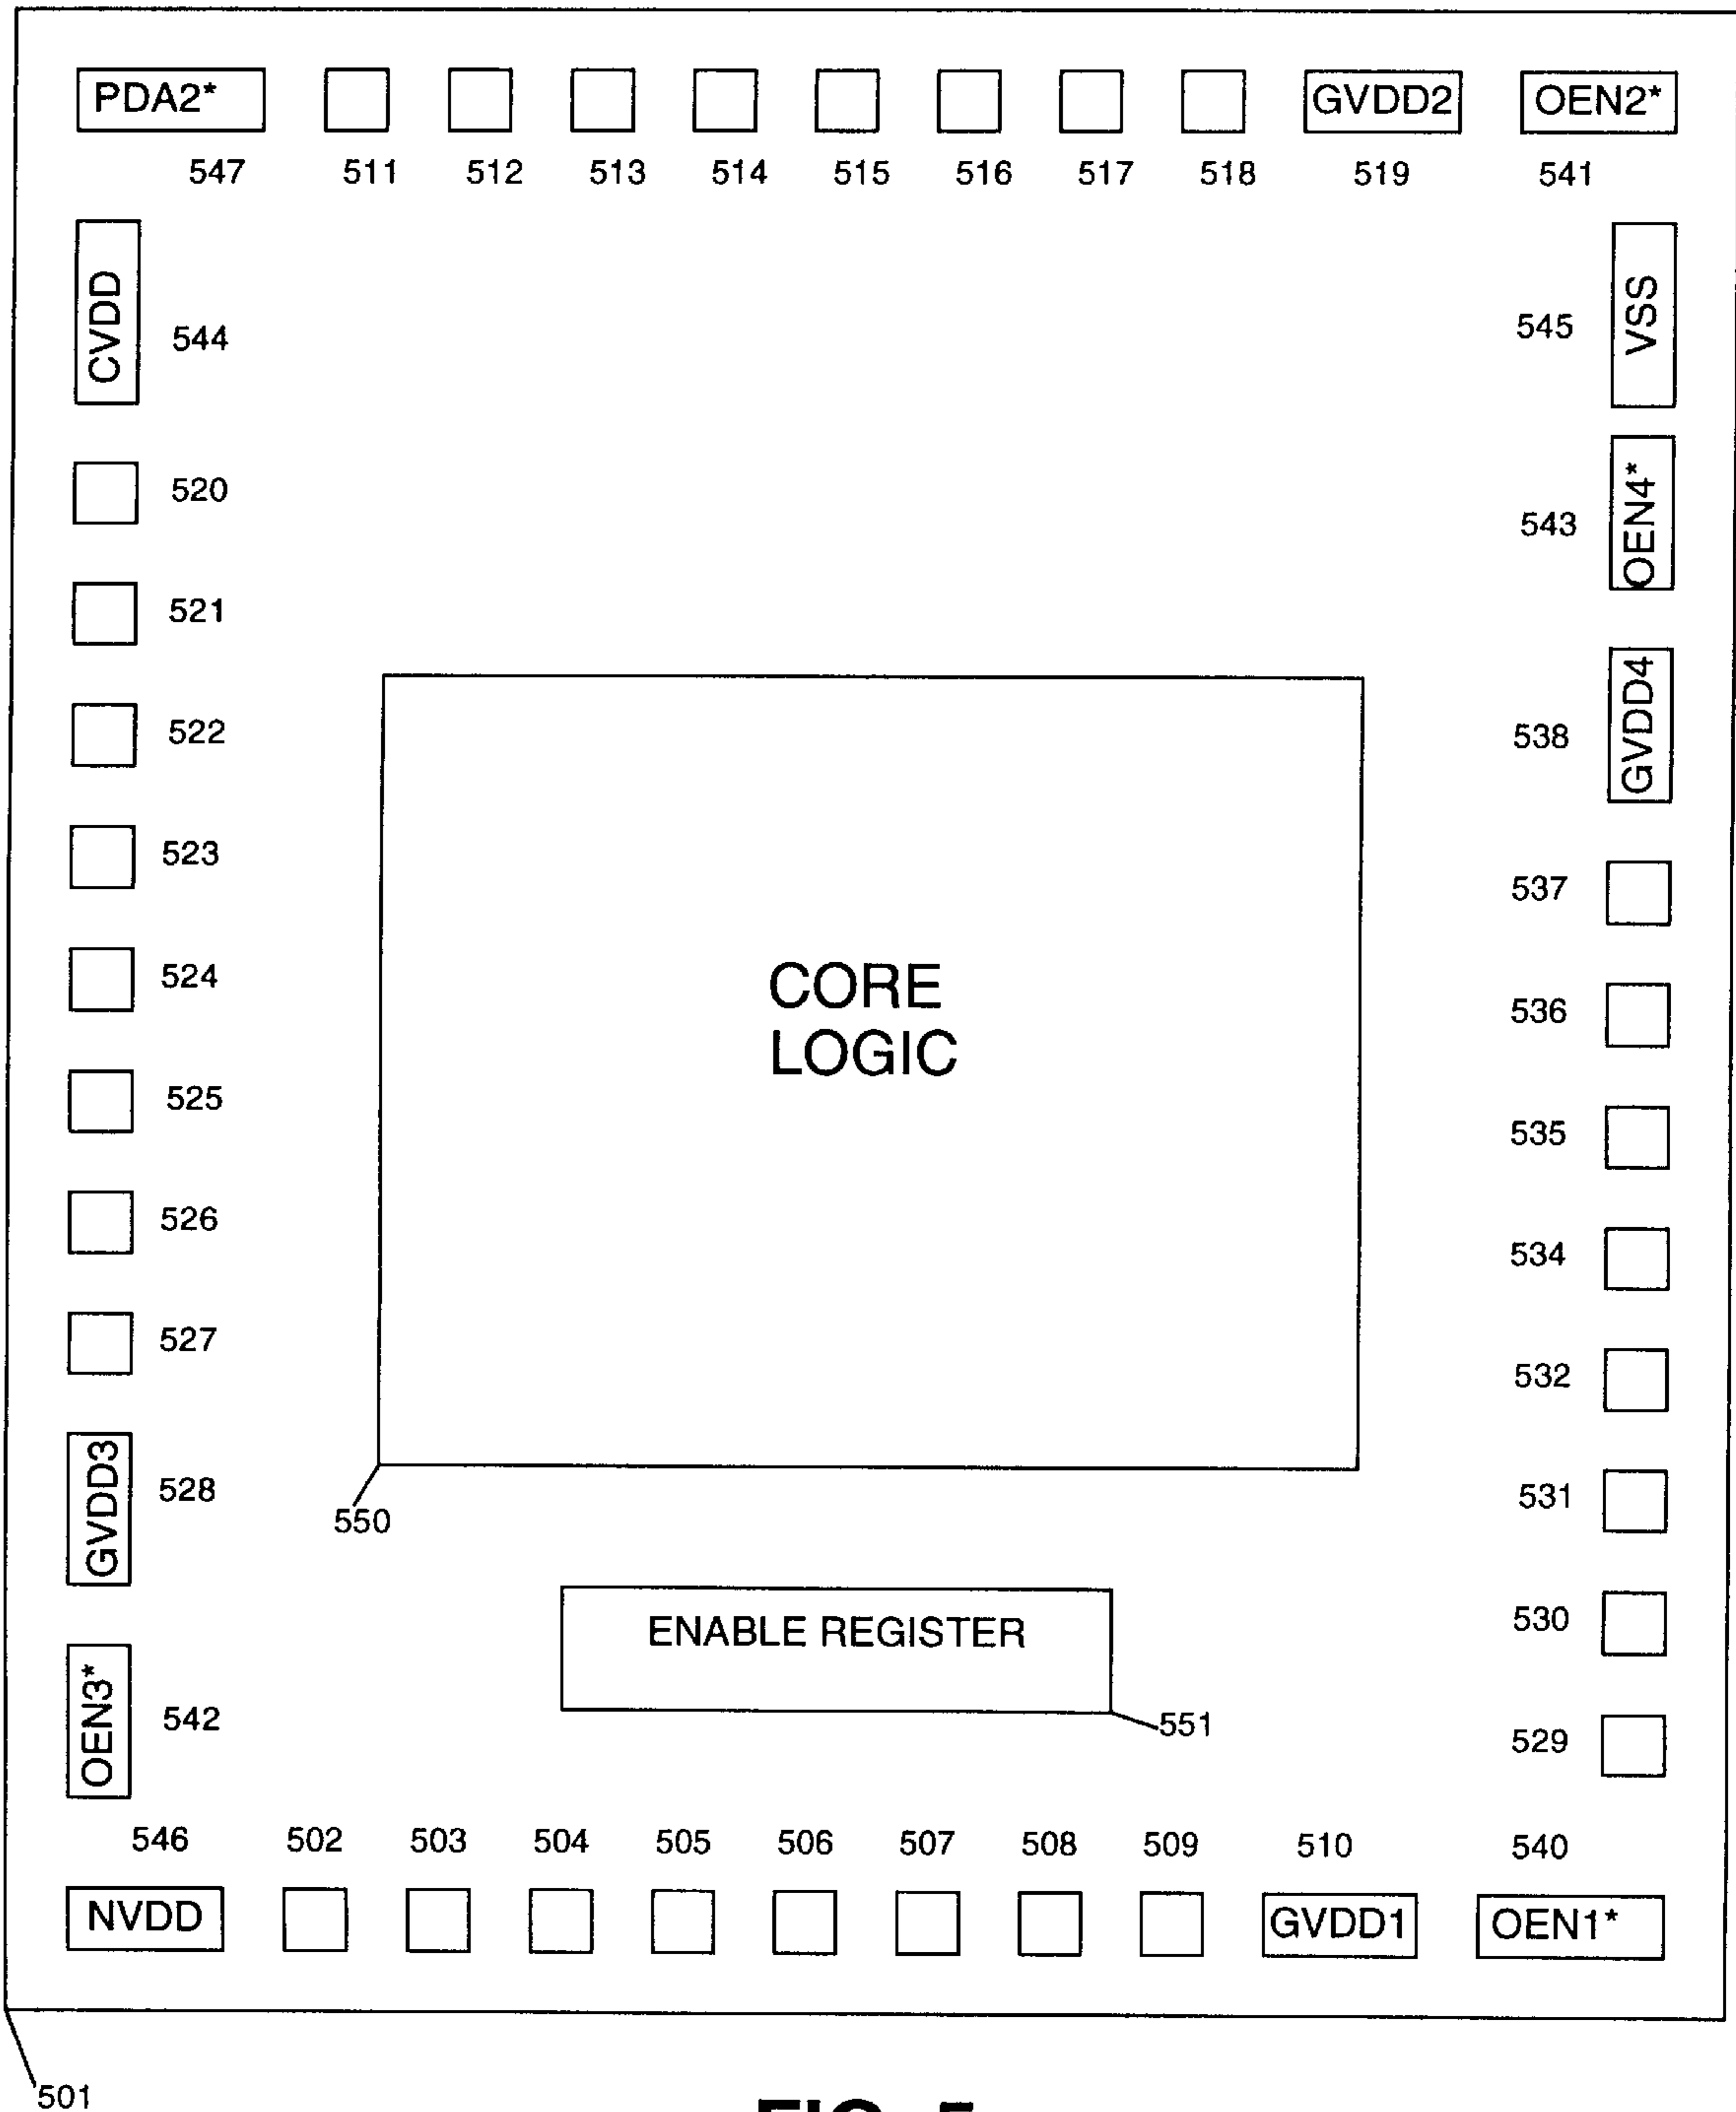 PDA2*
GVDD2
OEN2*
547 511 512 513 514 515 516 517 518 519 541
CVDD
544
545
VSS
520
543
OEN4*
521
522
538
GVDD4
523
537
524
536
CORE
LOGIC
525
535
526
534
527
532
GVDD3
528
531
550
ENABLE REGISTER
530
OEN3*
542
551
529
546 502 503 504 505 506 507 508 509 510 540
NVDD
GVDD1
OEN1*
501
FIG. 5